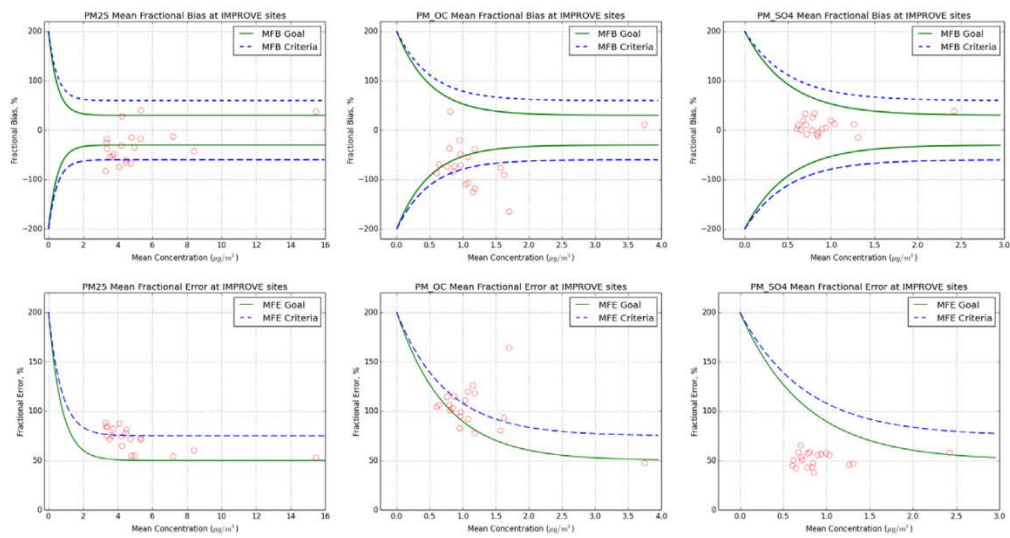 PM25 Mean Fractional Bias at IMPROVE sites
MFB Goal
MFB Criteria
Fractional Bias, %
200
100
0
−100
−200
0 2 4 6 8 10 12 14 16
Mean Concentration (μg/m³)
PM_OC Mean Fractional Bias at IMPROVE sites
MFB Goal
MFB Criteria
Fractional Bias, %
200
100
0
−100
−200
0.0 0.5 1.0 1.5 2.0 2.5 3.0 3.5 4.0
Mean Concentration (μg/m³)
PM_SO4 Mean Fractional Bias at IMPROVE sites
MFB Goal
MFB Criteria
Fractional Bias, %
200
100
0
−100
−200
0.0 0.5 1.0 1.5 2.0 2.5 3.0
Mean Concentration (μg/m³)
PM25 Mean Fractional Error at IMPROVE sites
MFE Goal
MFE Criteria
Fractional Error, %
200
150
100
50
0
0 2 4 6 8 10 12 14 16
Mean Concentration (μg/m³)
PM_OC Mean Fractional Error at IMPROVE sites
MFE Goal
MFE Criteria
Fractional Error, %
200
150
100
50
0
0.0 0.5 1.0 1.5 2.0 2.5 3.0 3.5 4.0
Mean Concentration (μg/m³)
PM_SO4 Mean Fractional Error at IMPROVE sites
MFE Goal
MFE Criteria
Fractional Error, %
200
150
100
50
0
0.0 0.5 1.0 1.5 2.0 2.5 3.0
Mean Concentration (μg/m³)